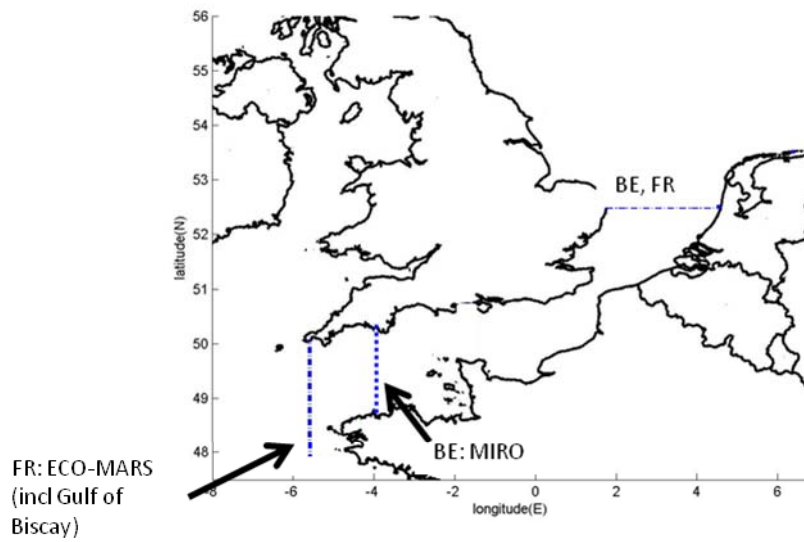 56
55
54
53
52
51
50
49
48
latitude(N)
BE, FR
BE: MIRO
FR: ECO-MARS
(incl Gulf of
Biscay)
-8
-6
-4
-2
0
2
4
6
longitude(E)